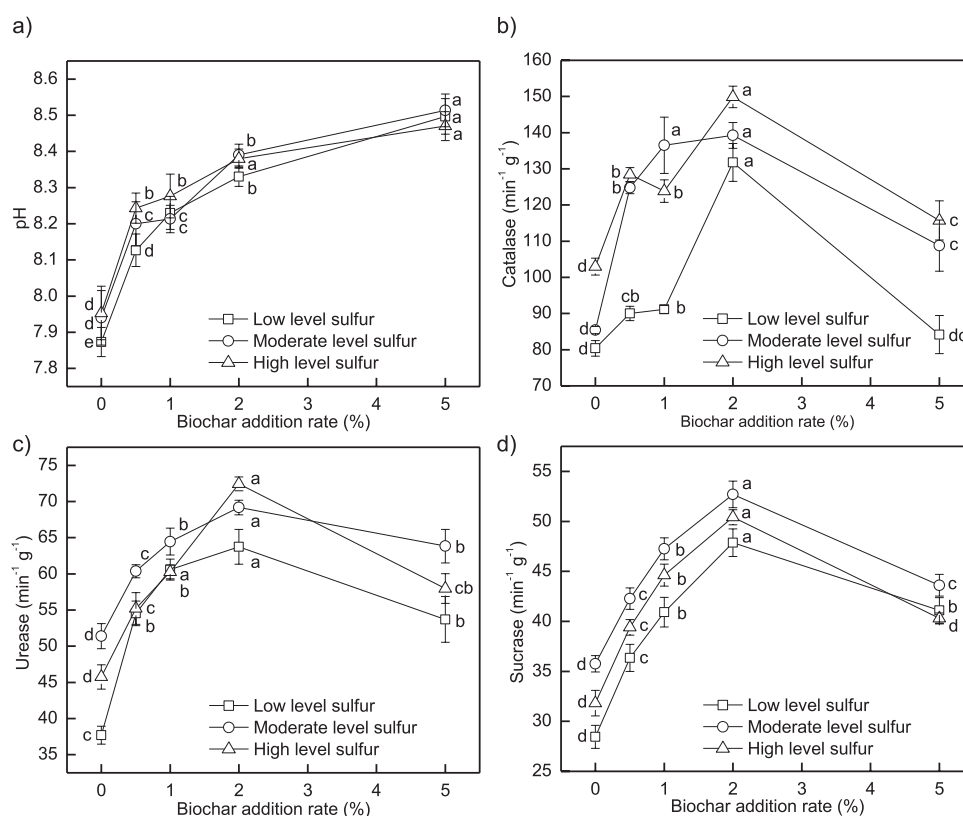 a)
8.6
8.5
8.4
8.3
8.2
8.1
8.0
7.9
7.8
pH
a
a
a
b
a
b
b
b
c
c
c
d
d
d
e
Low level sulfur
Moderate level sulfur
High level sulfur
0 1 2 3 4 5
Biochar addition rate (%)
b)
160
150
140
130
120
110
100
90
80
70
Catalase (min⁻¹ g⁻¹)
a
a
a
a
b
b
b
c
c
d
d
d
cb
b
dc
Low level sulfur
Moderate level sulfur
High level sulfur
0 1 2 3 4 5
Biochar addition rate (%)
c)
75
70
65
60
55
50
45
40
35
Urease (min⁻¹ g⁻¹)
a
a
a
b
b
c
a
b
cb
c
b
b
d
d
c
Low level sulfur
Moderate level sulfur
High level sulfur
0 1 2 3 4 5
Biochar addition rate (%)
d)
55
50
45
40
35
30
25
Sucrase (min⁻¹ g⁻¹)
a
a
a
b
b
b
c
c
c
c
b
d
d
d
d
Low level sulfur
Moderate level sulfur
High level sulfur
0 1 2 3 4 5
Biochar addition rate (%)